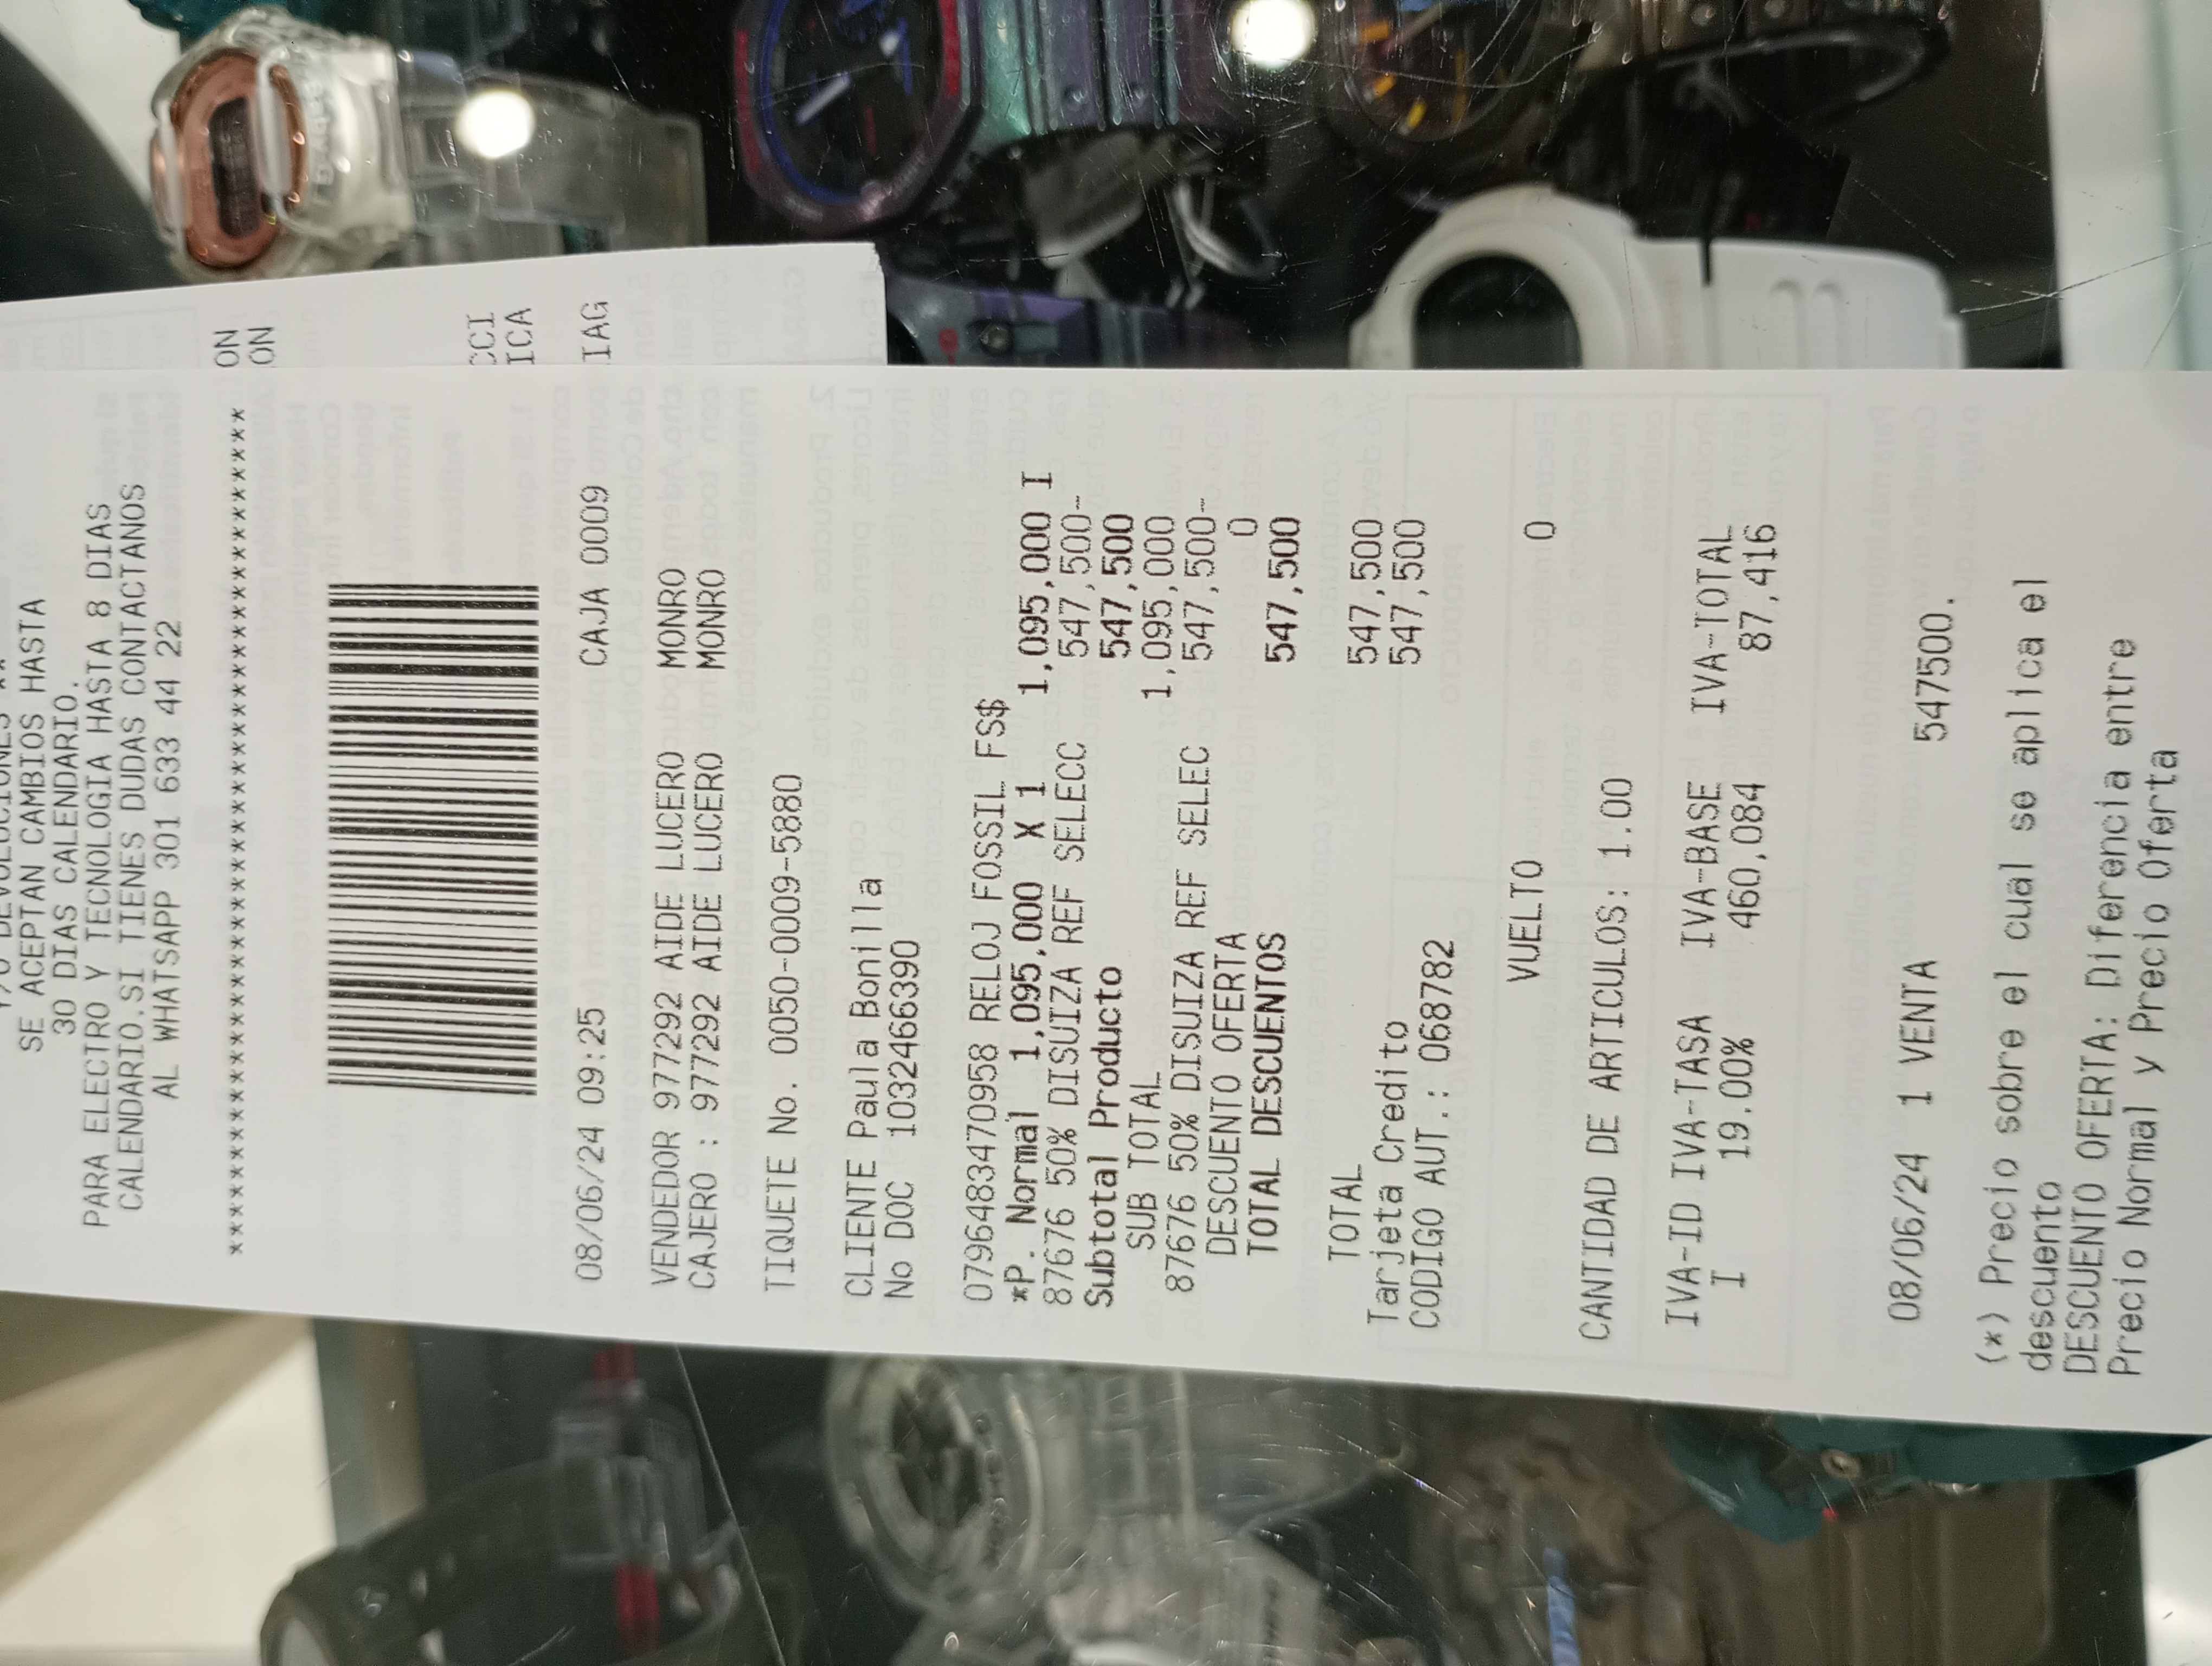 SE ACEPTAN CAMBIOS HASTA
30 DIAS CALENDARIO.
PARA ELECTRO Y TECNOLOGIA HASTA 8 DIAS
CALENDARIO.SI TIENES DUDAS CONTACTANOS
AL WHATSAPP 301 633 44 22
****************************************
08/06/24 09:25 CAJA 0009
VENDEDOR 977292 AIDE LUCERO MONRO
CAJERO : 977292 AIDE LUCERO MONRO
TIQUETE No. 0050-0009-5880
CLIENTE Paula Bonilla
No DOC 1032466390
0796483470958 RELOJ FOSSIL FS$
*P. Normal 1,095,000 X 1 1,095,000 I
87676 50% DISUIZA REF SELECC 547,500-
Subtotal Producto 547,500
SUB TOTAL 1,095,000
87676 50% DISUIZA REF SELEC 547,500-
DESCUENTO OFERTA 0
TOTAL DESCUENTOS 547,500
TOTAL 547,500
Tarjeta Credito 547,500
CODIGO AUT.: 068782
VUELTO 0
CANTIDAD DE ARTICULOS: 1.00
IVA-ID IVA-TASA IVA-BASE IVA-TOTAL
I 19.00% 460,084 87,416
08/06/24 1 VENTA 547500.
(*) Precio sobre el cual se aplica el
descuento
DESCUENTO OFERTA: Diferencia entre
Precio Normal y Precio Oferta
ON
ON
CCI
ICA
IAG